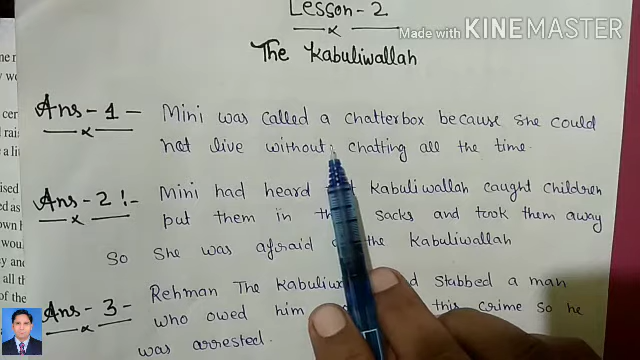 Lesson - 2
Made with KINEMASTER
The Kabuliwallah
Ans - 1 - Mini was called a chatterbox because she could
not live without chatting all the time.
Ans - 2 :- Mini had heard Kabuliwallah caught children
put them in sacks and took them away
So she was afraid the Kabuliwallah
Ans - 3 - Rehman The stabbed a man
who owed him this crime so he
was arrested.